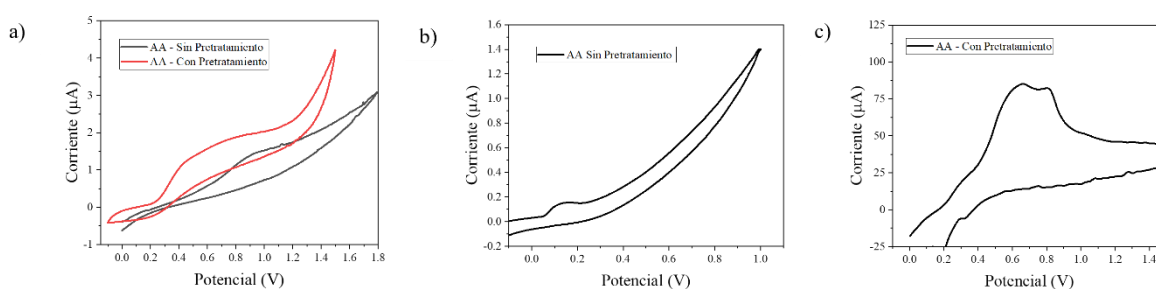 a)
AA - Sin Pretratamiento
AA - Con Pretratamiento
Corriente (μA)
5
4
3
2
1
0
-1
0.0 0.2 0.4 0.6 0.8 1.0 1.2 1.4 1.6 1.8
Potencial (V)
b)
AA Sin Pretratamiento
Corriente (μA)
1.6
1.4
1.2
1.0
0.8
0.6
0.4
0.2
0.0
-0.2
0.0 0.2 0.4 0.6 0.8 1.0
Potencial (V)
c)
AA - Con Pretratamiento
Corriente (μA)
125
100
75
50
25
0
-25
0.0 0.2 0.4 0.6 0.8 1.0 1.2 1.4
Potencial (V)